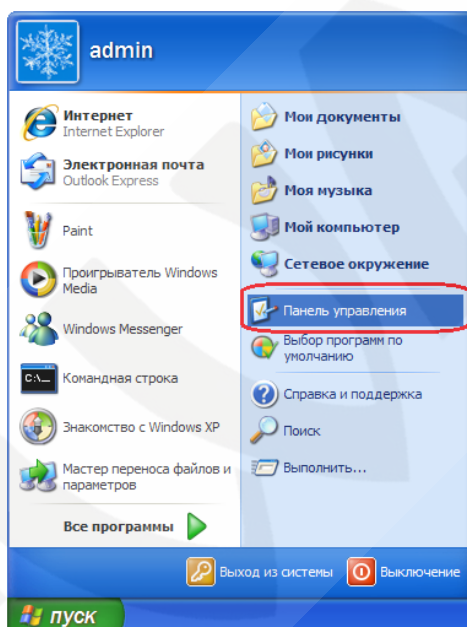 admin
Интернет
Internet Explorer
Электронная почта
Outlook Express
Paint
Проигрыватель Windows
Media
Windows Messenger
C:\_
Командная строка
Знакомство с Windows XP
Мастер переноса файлов и
параметров
Все программы
Мои документы
Мои рисунки
Моя музыка
Мой компьютер
Сетевое окружение
Панель управления
Выбор программ по
умолчанию
Справка и поддержка
Поиск
Выполнить...
Выход из системы
Выключение
пуск